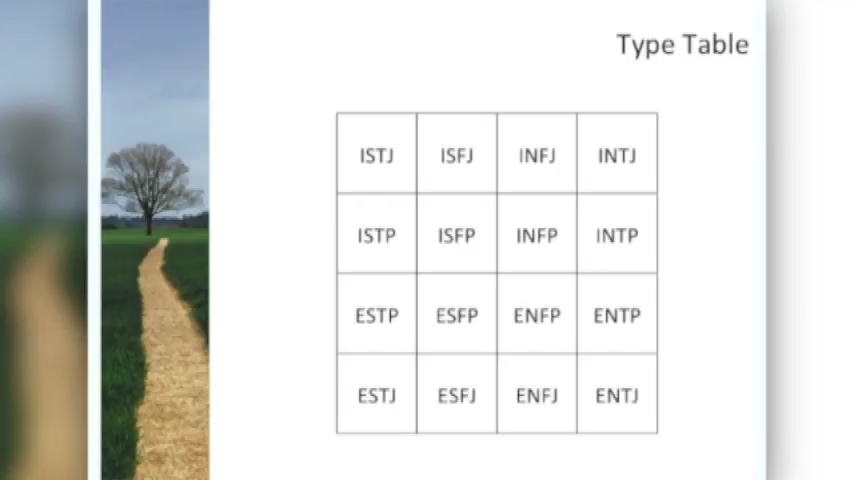 Type Table
ISTJ ISFJ INFJ INTJ
ISTP ISFP INFP INTP
ESTP ESFP ENFP ENTP
ESTJ ESFJ ENFJ ENTJ